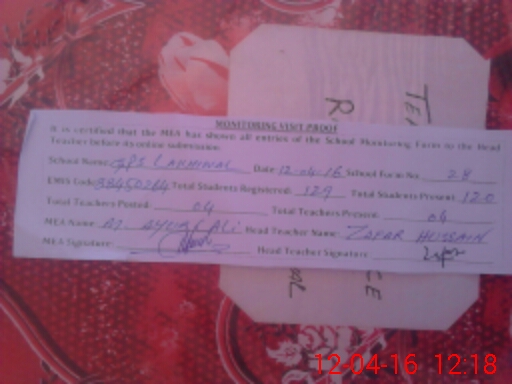 MONITORING VISIT PROOF
It is certified that the MEA has shown all entries of the School Monitoring Form to the Head
Teacher before its online submission.
School Name: GPS LAKHIWAL Date: 12-04-16 School Form No. 28
EMIS Code: 38450264 Total Students Registered: 129 Total Students Present: 120
Total Teachers Posted: 04 Total Teachers Present: 04
MEA Name: M. AYUB ALI Head Teacher Name: ZAFAR HUSSAIN
MEA Signature: Head Teacher Signature:
12-04-16 12:18